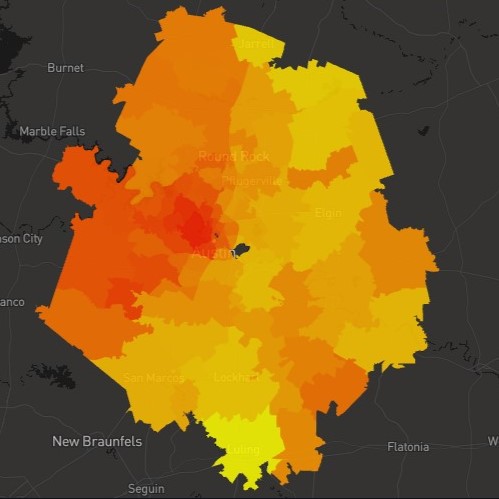 Jarrell
Burnet
Marble Falls
Round Rock
Pflugerville
Elgin
son City
Austin
anco
San Marcos
Lockhart
New Braunfels
Luling
Flatonia
W
Seguin